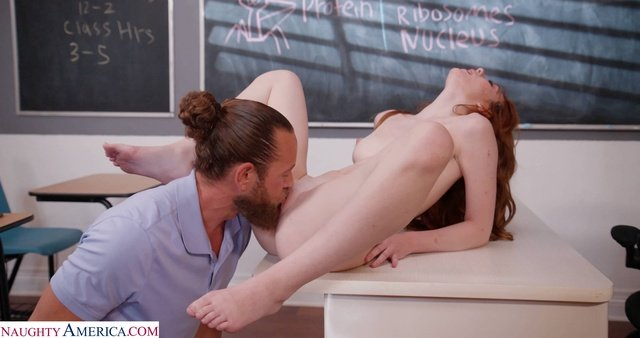 12-2
Class Hrs
3-5
Protein
Ribosomes
Nucleus
NAUGHTY AMERICA.COM